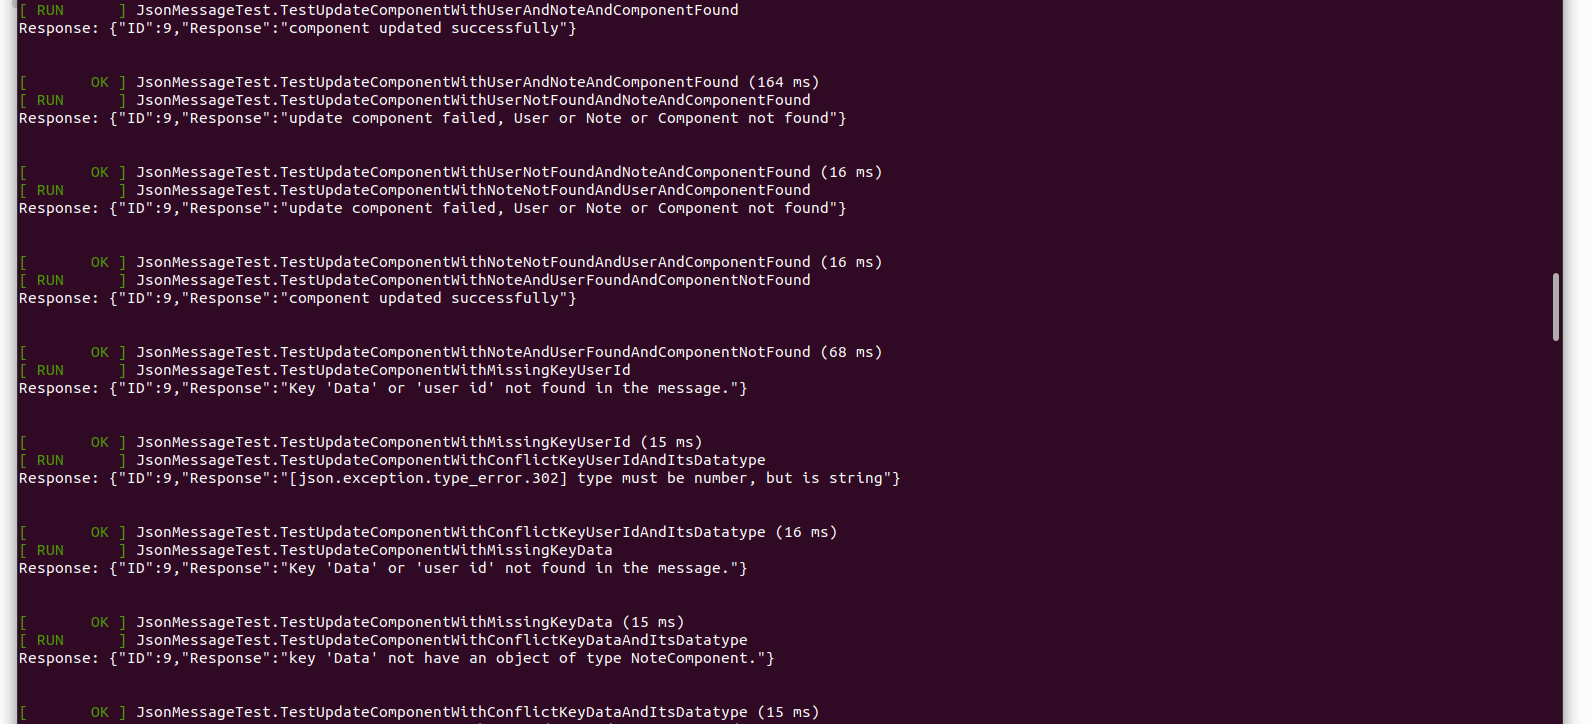 [ RUN      ] JsonMessageTest.TestUpdateComponentWithUserAndNoteAndComponentFound
Response: {"ID":9,"Response":"component updated successfully"}
[       OK ] JsonMessageTest.TestUpdateComponentWithUserAndNoteAndComponentFound (164 ms)
[ RUN      ] JsonMessageTest.TestUpdateComponentWithUserNotFoundAndNoteAndComponentFound
Response: {"ID":9,"Response":"update component failed, User or Note or Component not found"}
[       OK ] JsonMessageTest.TestUpdateComponentWithUserNotFoundAndNoteAndComponentFound (16 ms)
[ RUN      ] JsonMessageTest.TestUpdateComponentWithNoteNotFoundAndUserAndComponentFound
Response: {"ID":9,"Response":"update component failed, User or Note or Component not found"}
[       OK ] JsonMessageTest.TestUpdateComponentWithNoteNotFoundAndUserAndComponentFound (16 ms)
[ RUN      ] JsonMessageTest.TestUpdateComponentWithNoteAndUserFoundAndComponentNotFound
Response: {"ID":9,"Response":"component updated successfully"}
[       OK ] JsonMessageTest.TestUpdateComponentWithNoteAndUserFoundAndComponentNotFound (68 ms)
[ RUN      ] JsonMessageTest.TestUpdateComponentWithMissingKeyUserId
Response: {"ID":9,"Response":"Key 'Data' or 'user id' not found in the message."}
[       OK ] JsonMessageTest.TestUpdateComponentWithMissingKeyUserId (15 ms)
[ RUN      ] JsonMessageTest.TestUpdateComponentWithConflictKeyUserIdAndItsDatatype
Response: {"ID":9,"Response":"[json.exception.type_error.302] type must be number, but is string"}
[       OK ] JsonMessageTest.TestUpdateComponentWithConflictKeyUserIdAndItsDatatype (16 ms)
[ RUN      ] JsonMessageTest.TestUpdateComponentWithMissingKeyData
Response: {"ID":9,"Response":"Key 'Data' or 'user id' not found in the message."}
[       OK ] JsonMessageTest.TestUpdateComponentWithMissingKeyData (15 ms)
[ RUN      ] JsonMessageTest.TestUpdateComponentWithConflictKeyDataAndItsDatatype
Response: {"ID":9,"Response":"key 'Data' not have an object of type NoteComponent."}
[       OK ] JsonMessageTest.TestUpdateComponentWithConflictKeyDataAndItsDatatype (15 ms)